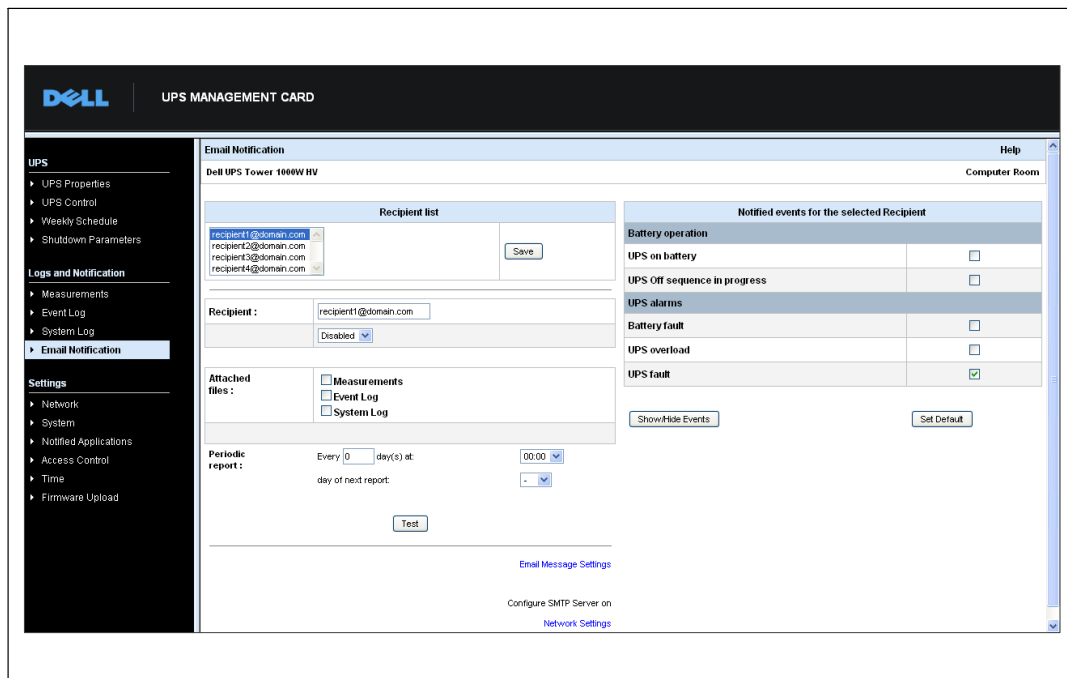 DELL
UPS MANAGEMENT CARD
UPS
UPS Properties
UPS Control
Weekly Schedule
Shutdown Parameters
Logs and Notification
Measurements
Event Log
System Log
Email Notification
Settings
Network
System
Notified Applications
Access Control
Time
Firmware Upload
Email Notification Help
Dell UPS Tower 1000W HV Computer Room
Recipient list
recipient1@domain.com
recipient2@domain.com
recipient3@domain.com
recipient4@domain.com
Save
Recipient : recipient1@domain.com
Disabled
Attached
files :
Measurements
Event Log
System Log
Periodic
report :
Every 0 day(s) at: 00:00
day of next report: -
Test
Email Message Settings
Configure SMTP Server on
Network Settings
Notified events for the selected Recipient
Battery operation
UPS on battery
UPS Off sequence in progress
UPS alarms
Battery fault
UPS overload
UPS fault
Show/Hide Events Set Default